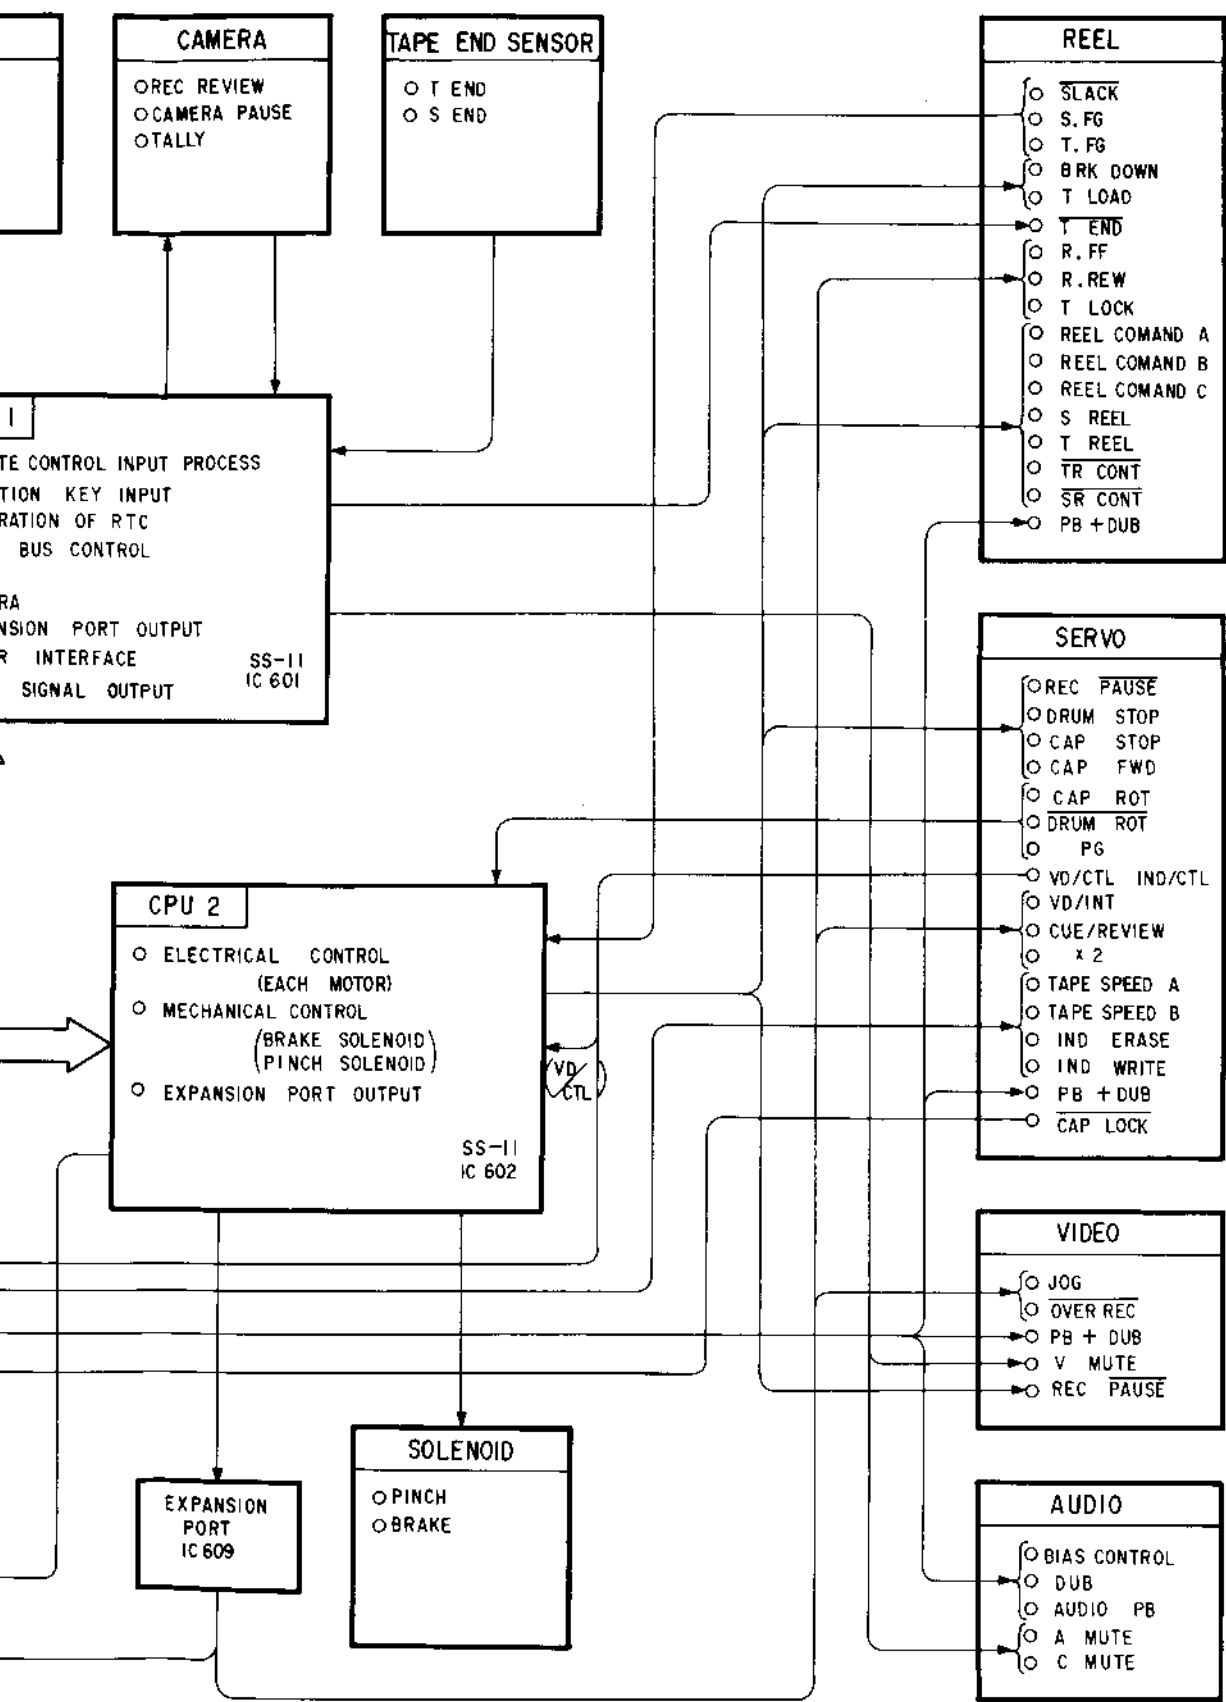 CAMERA
REC REVIEW
CAMERA PAUSE
TALLY
TAPE END SENSOR
T END
S END
REEL
SLACK
S.FG
T.FG
BRK DOWN
T LOAD
T END
R.FF
R.REW
T LOCK
REEL COMAND A
REEL COMAND B
REEL COMAND C
S REEL
T REEL
TR CONT
SR CONT
PB + DUB
1
TE CONTROL INPUT PROCESS
TION KEY INPUT
RATION OF RTC
BUS CONTROL
RA
NSION PORT OUTPUT
R INTERFACE
SIGNAL OUTPUT
SS-11
IC 601
SERVO
REC PAUSE
DRUM STOP
CAP STOP
CAP FWD
CAP ROT
DRUM ROT
PG
VD/CTL IND/CTL
VD/INT
CUE/REVIEW
x 2
TAPE SPEED A
TAPE SPEED B
IND ERASE
IND WRITE
PB + DUB
CAP LOCK
CPU 2
ELECTRICAL CONTROL
(EACH MOTOR)
MECHANICAL CONTROL
(BRAKE SOLENOID
PINCH SOLENOID)
EXPANSION PORT OUTPUT
SS-11
IC 602
(VD/CTL)
VIDEO
JOG
OVER REC
PB + DUB
V MUTE
REC PAUSE
SOLENOID
PINCH
BRAKE
EXPANSION
PORT
IC 609
AUDIO
BIAS CONTROL
DUB
AUDIO PB
A MUTE
C MUTE